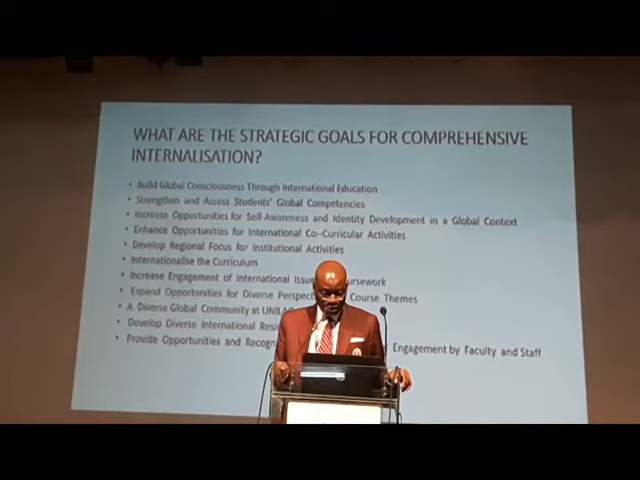 WHAT ARE THE STRATEGIC GOALS FOR COMPREHENSIVE
INTERNALISATION?
• Build Global Consciousness Through International Education
• Strengthen and Assess Students' Global Competencies
• Increase Opportunities for Self-Awareness and Identity Development in a Global Context
• Enhance Opportunities for International Co--Curricular Activities
• Develop Regional Focus for Institutional Activities
• Internationalise the Curriculum
• Increase Engagement of International
• Expand Opportunities for Diverse Course Themes
• A Diverse Global Community at
• Develop Diverse International
• Provide Opportunities and Engagement by Faculty and Staff